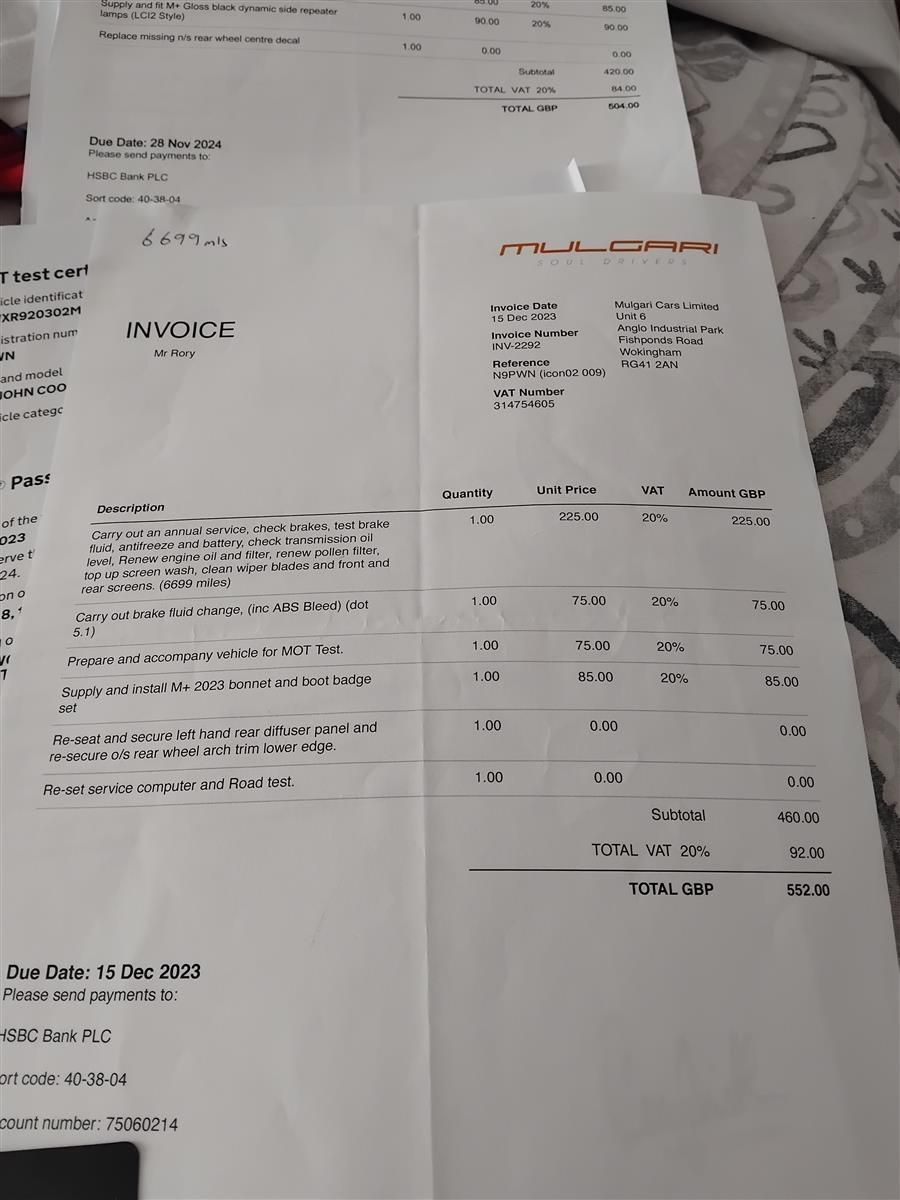 Supply and fit M+ Gloss black dynamic side repeater 1.00 90.00 20% 90.00
lamps (LCI2 Style)
85.00 20% 85.00
Replace missing n/s rear wheel centre decal 1.00 0.00 0.00
Subtotal 420.00
TOTAL VAT 20% 84.00
TOTAL GBP 504.00
Due Date: 28 Nov 2024
Please send payments to:
HSBC Bank PLC
Sort code: 40-38-04
T test cert
icle identificat
XR920302M
istration num
VN
and model
JOHN COO
icle catego
Pass
of the
023
erve t
24.
on o
8,
6699 mls
MULGARI
SOUL DRIVERS
INVOICE
Mr Rory
Invoice Date
15 Dec 2023
Invoice Number
INV-2292
Reference
N9PWN (icon02 009)
VAT Number
314754605
Mulgari Cars Limited
Unit 6
Anglo Industrial Park
Fishponds Road
Wokingham
RG41 2AN
Description Quantity Unit Price VAT Amount GBP
Carry out an annual service, check brakes, test brake 1.00 225.00 20% 225.00
fluid, antifreeze and battery, check transmission oil
level, Renew engine oil and filter, renew pollen filter,
top up screen wash, clean wiper blades and front and
rear screens. (6699 miles)
Carry out brake fluid change, (inc ABS Bleed) (dot 1.00 75.00 20% 75.00
5.1)
Prepare and accompany vehicle for MOT Test. 1.00 75.00 20% 75.00
Supply and install M+ 2023 bonnet and boot badge 1.00 85.00 20% 85.00
set
Re-seat and secure left hand rear diffuser panel and 1.00 0.00 0.00
re-secure o/s rear wheel arch trim lower edge.
Re-set service computer and Road test. 1.00 0.00 0.00
Subtotal 460.00
TOTAL VAT 20% 92.00
TOTAL GBP 552.00
Due Date: 15 Dec 2023
Please send payments to:
HSBC Bank PLC
ort code: 40-38-04
count number: 75060214